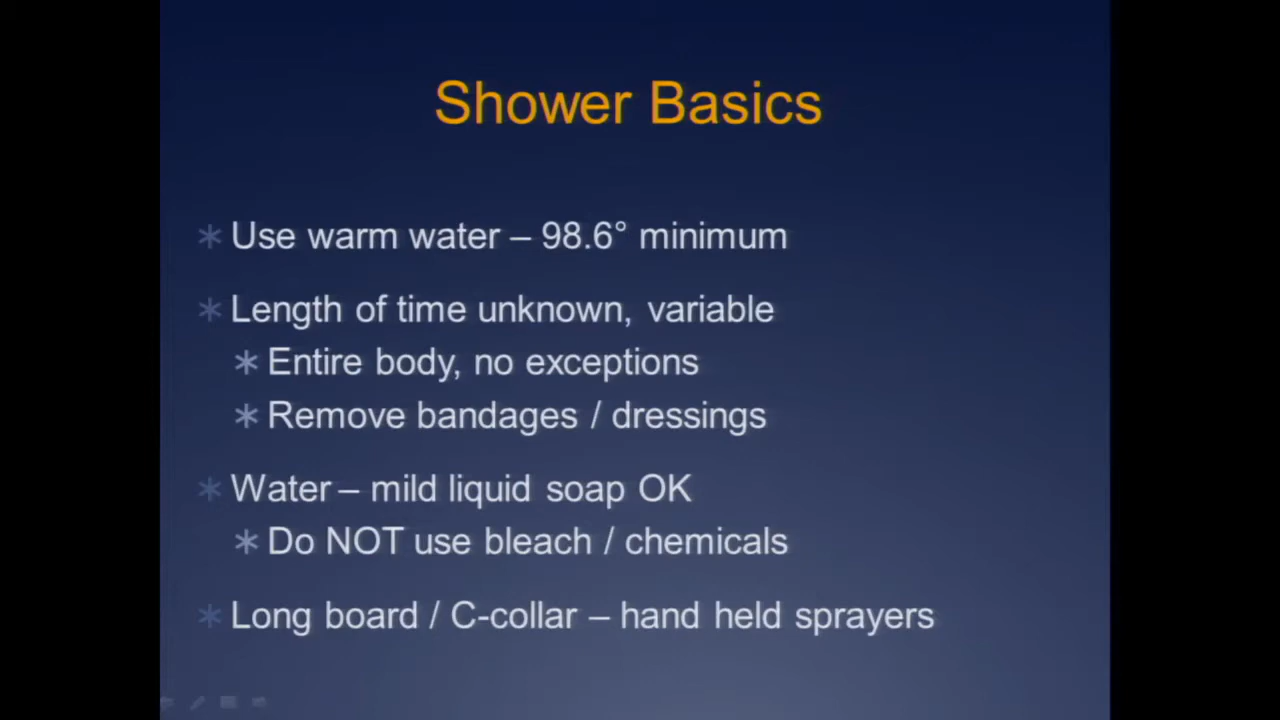 Shower Basics
Use warm water – 98.6° minimum
Length of time unknown, variable
Entire body, no exceptions
Remove bandages / dressings
Water – mild liquid soap OK
Do NOT use bleach / chemicals
Long board / C-collar – hand held sprayers